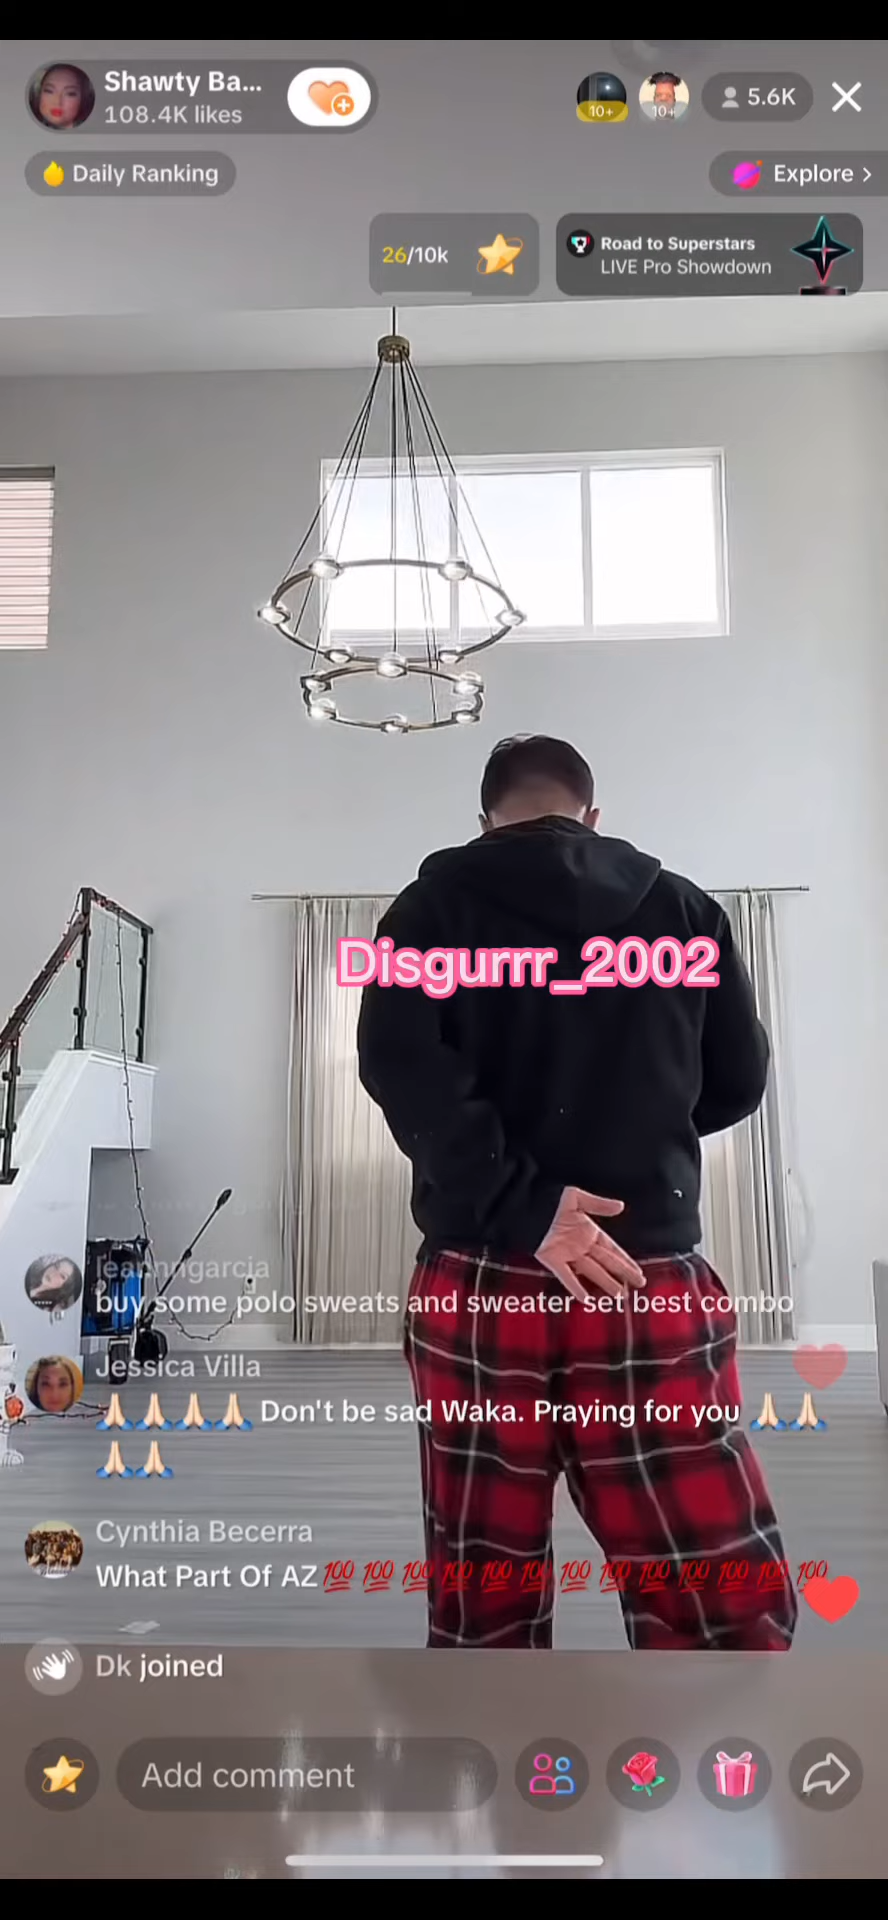 Shawty Ba...
108.4K likes
10+
10+
5.6K
Daily Ranking
Explore >
26/10k
Road to Superstars
LIVE Pro Showdown
Disgurrr_2002
leannngarcia
buy some polo sweats and sweater set best combo
Jessica Villa
🙏🏻🙏🏻🙏🏻🙏🏻 Don't be sad Waka. Praying for you 🙏🏻🙏🏻
🙏🏻🙏🏻
Cynthia Becerra
What Part Of AZ💯💯💯💯💯💯💯💯💯💯💯💯💯
Dk joined
Add comment